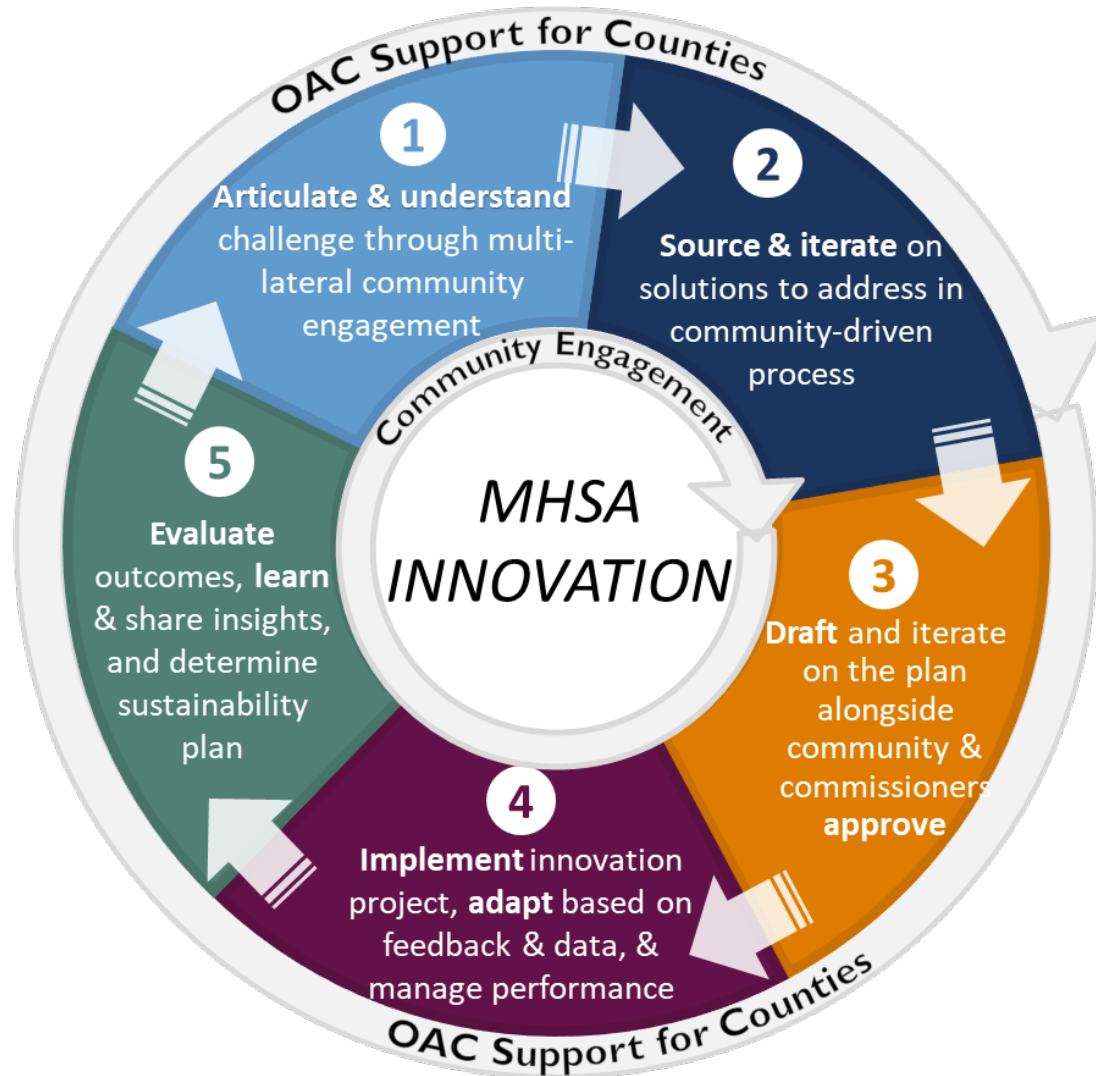 OAC Support for Counties
1
Articulate & understand
challenge through multi-
lateral community
engagement
2
Source & iterate on
solutions to address in
community-driven
process
3
Draft and iterate
on the plan
alongside
community &
commissioners
approve
4
Implement innovation
project, adapt based on
feedback & data, &
manage performance
5
Evaluate
outcomes, learn
& share insights,
and determine
sustainability
plan
Community Engagement
MHSA
INNOVATION
OAC Support for Counties